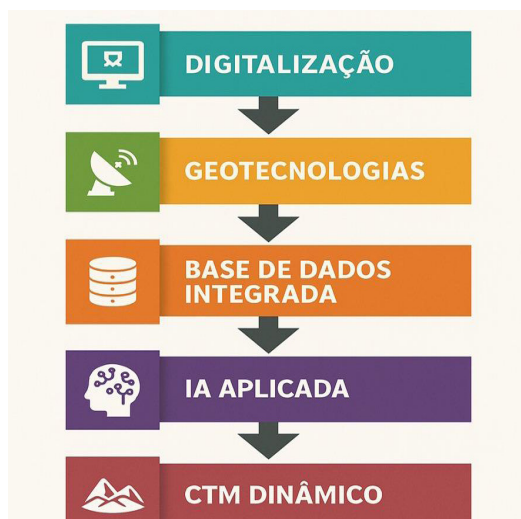 DIGITALIZAÇÃO
GEOTECNOLOGIAS
BASE DE DADOS
INTEGRADA
IA APLICADA
CTM DINÂMICO